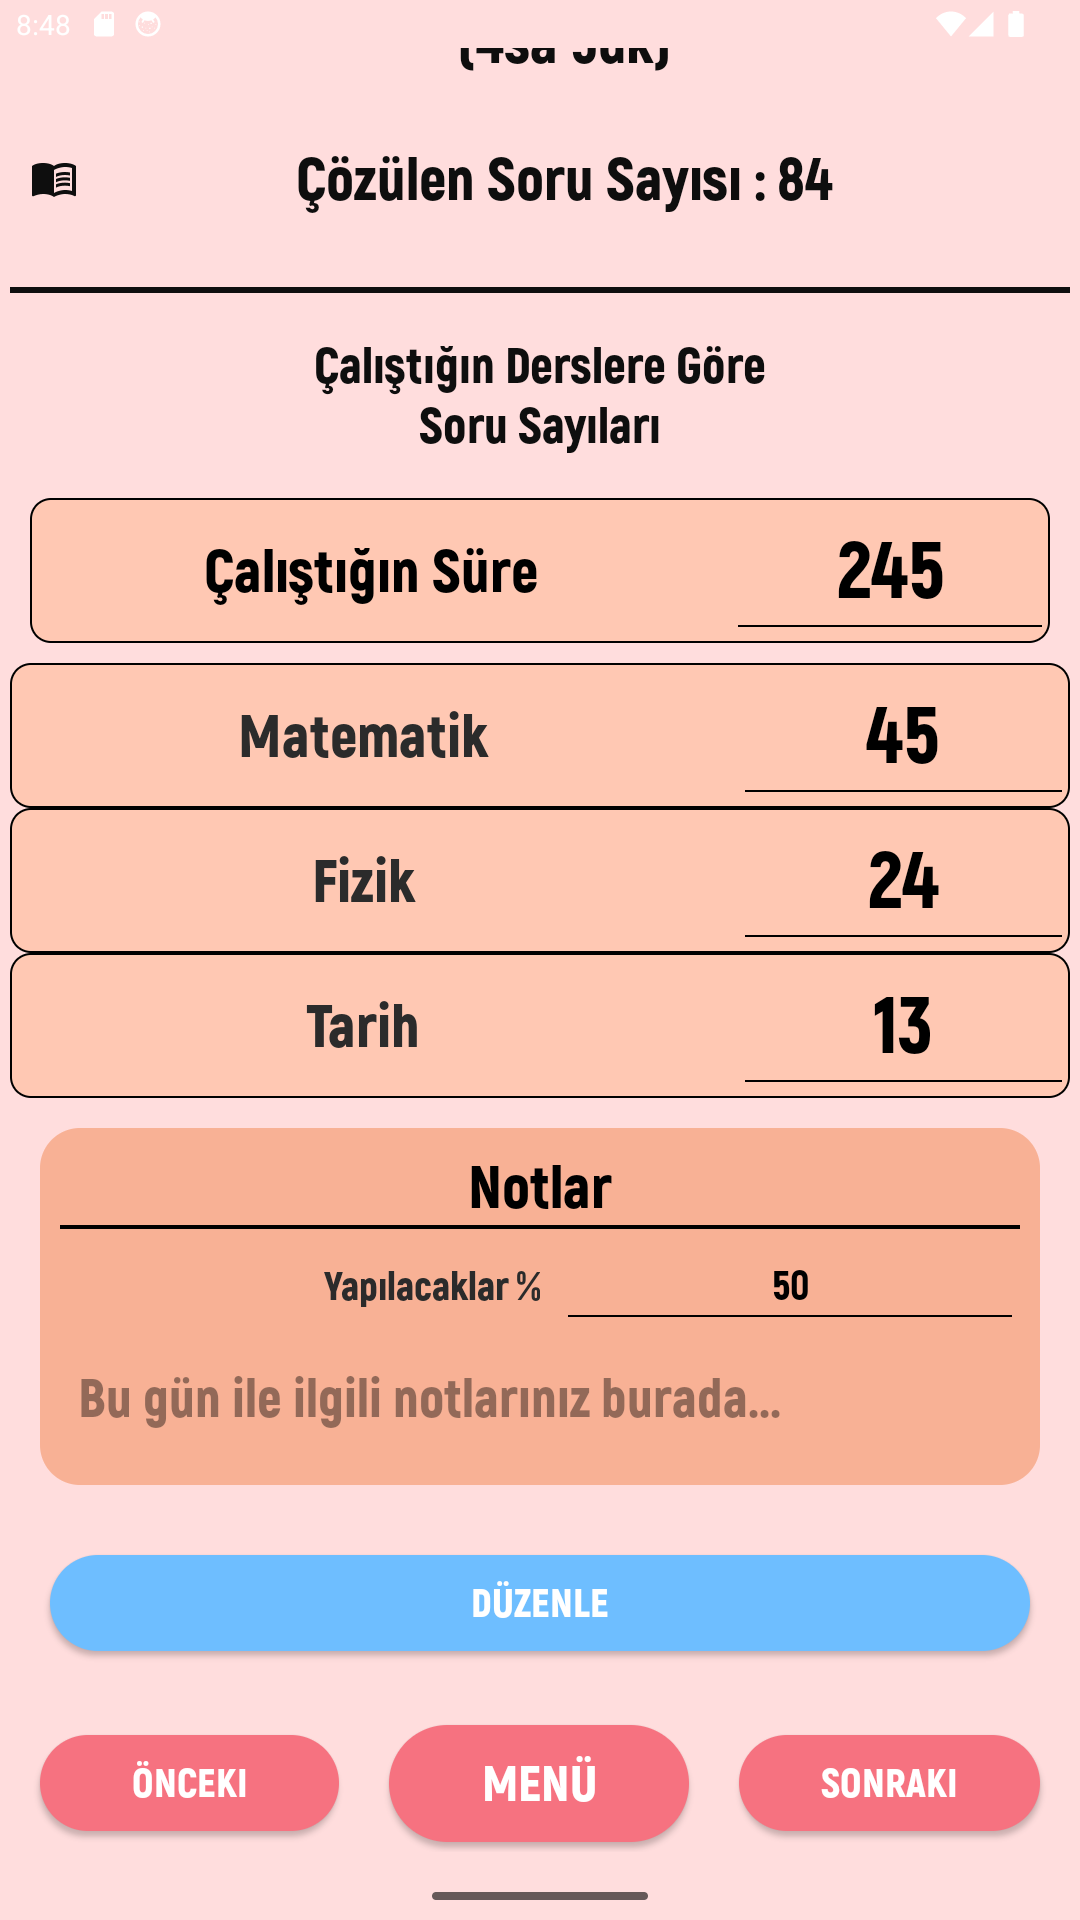 8:48
Çözülen Soru Sayısı : 84
Çalıştığın Derslere Göre
Soru Sayıları
Çalıştığın Süre 245
Matematik 45
Fizik 24
Tarih 13
Notlar
Yapılacaklar % 50
Bu gün ile ilgili notlarınız burada...
DÜZENLE
ÖNCEKI MENÜ SONRAKI